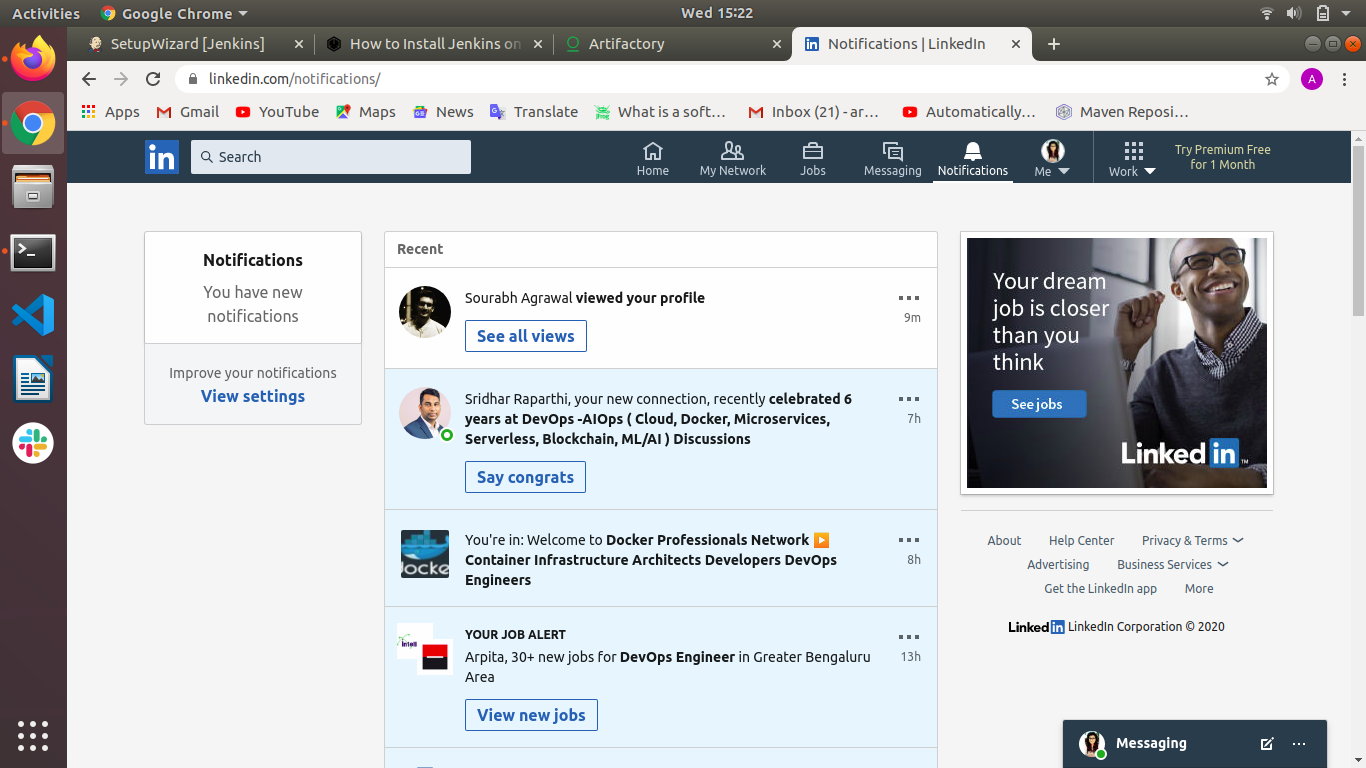 Activities
Google Chrome
Wed 15:22
SetupWizard [Jenkins]
How to Install Jenkins on
Artifactory
Notifications | LinkedIn
linkedin.com/notifications/
A
Apps
Gmail
YouTube
Maps
News
Translate
What is a soft…
Inbox (21) - ar…
Automatically…
Maven Reposi…
in
Search
Home
My Network
Jobs
Messaging
Notifications
Me
Work
Try Premium Free
for 1 Month
Notifications
You have new
notifications
Improve your notifications
View settings
Recent
Sourabh Agrawal viewed your profile
9m
See all views
Sridhar Raparthi, your new connection, recently celebrated 6
years at DevOps -AIOps ( Cloud, Docker, Microservices,
Serverless, Blockchain, ML/AI ) Discussions
7h
Say congrats
ocke
You're in: Welcome to Docker Professionals Network ▶️
Container Infrastructure Architects Developers DevOps
Engineers
8h
YOUR JOB ALERT
Arpita, 30+ new jobs for DevOps Engineer in Greater Bengaluru
Area
13h
View new jobs
Your dream
job is closer
than you
think
See jobs
Linked in ™
About
Help Center
Privacy & Terms
Advertising
Business Services
Get the LinkedIn app
More
Linked in LinkedIn Corporation © 2020
Messaging